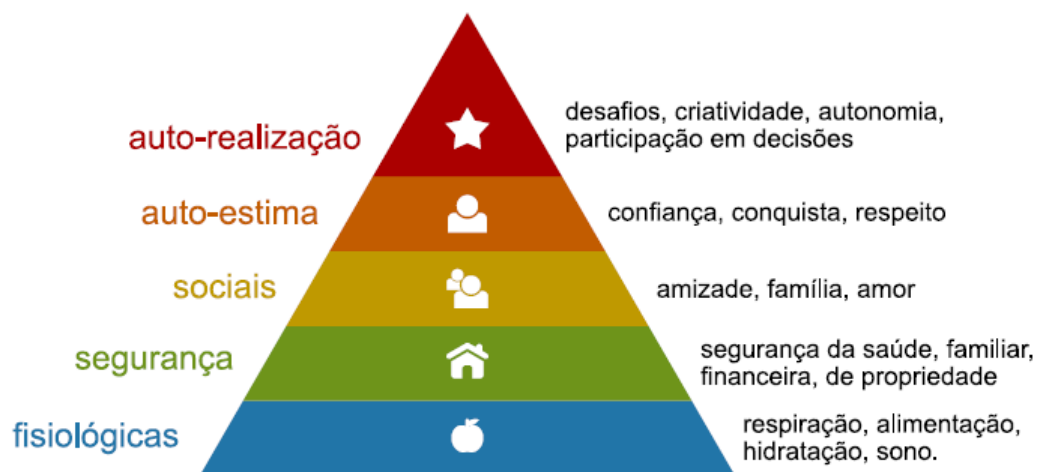 auto-realização
desafios, criatividade, autonomia,
participação em decisões
auto-estima
confiança, conquista, respeito
sociais
amizade, família, amor
segurança
segurança da saúde, familiar,
financeira, de propriedade
fisiológicas
respiração, alimentação,
hidratação, sono.